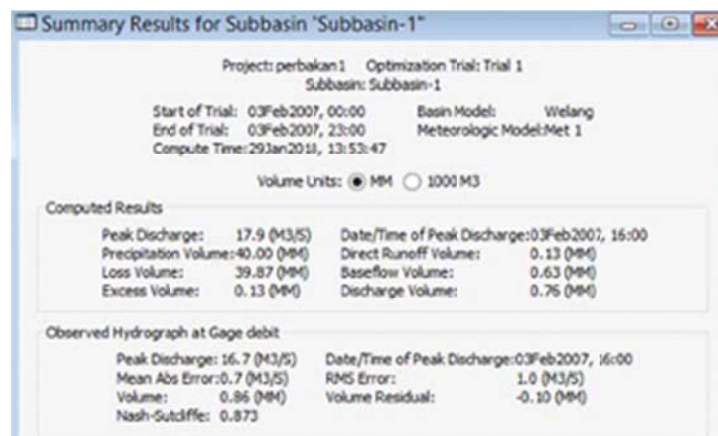 Summary Results for Subbasin "Subbasin-1"
Project: perbakan1 Optimization Trial: Trial 1
Subbasin: Subbasin-1
Start of Trial: 03Feb2007, 00:00 Basin Model: Welang
End of Trial: 03Feb2007, 23:00 Meteorologic Model:Met 1
Compute Time:29Jan2018, 13:53:47
Volume Units: MM 1000 M3
Computed Results
Peak Discharge: 17.9 (M3/S) Date/Time of Peak Discharge:03Feb2007, 16:00
Precipitation Volume:40.00 (MM) Direct Runoff Volume: 0.13 (MM)
Loss Volume: 39.87 (MM) Baseflow Volume: 0.63 (MM)
Excess Volume: 0.13 (MM) Discharge Volume: 0.76 (MM)
Observed Hydrograph at Gage debit
Peak Discharge: 16.7 (M3/S) Date/Time of Peak Discharge:03Feb2007, 16:00
Mean Abs Error:0.7 (M3/S) RMS Error: 1.0 (M3/S)
Volume: 0.86 (MM) Volume Residual: -0.10 (MM)
Nash-Sutcliffe: 0.873